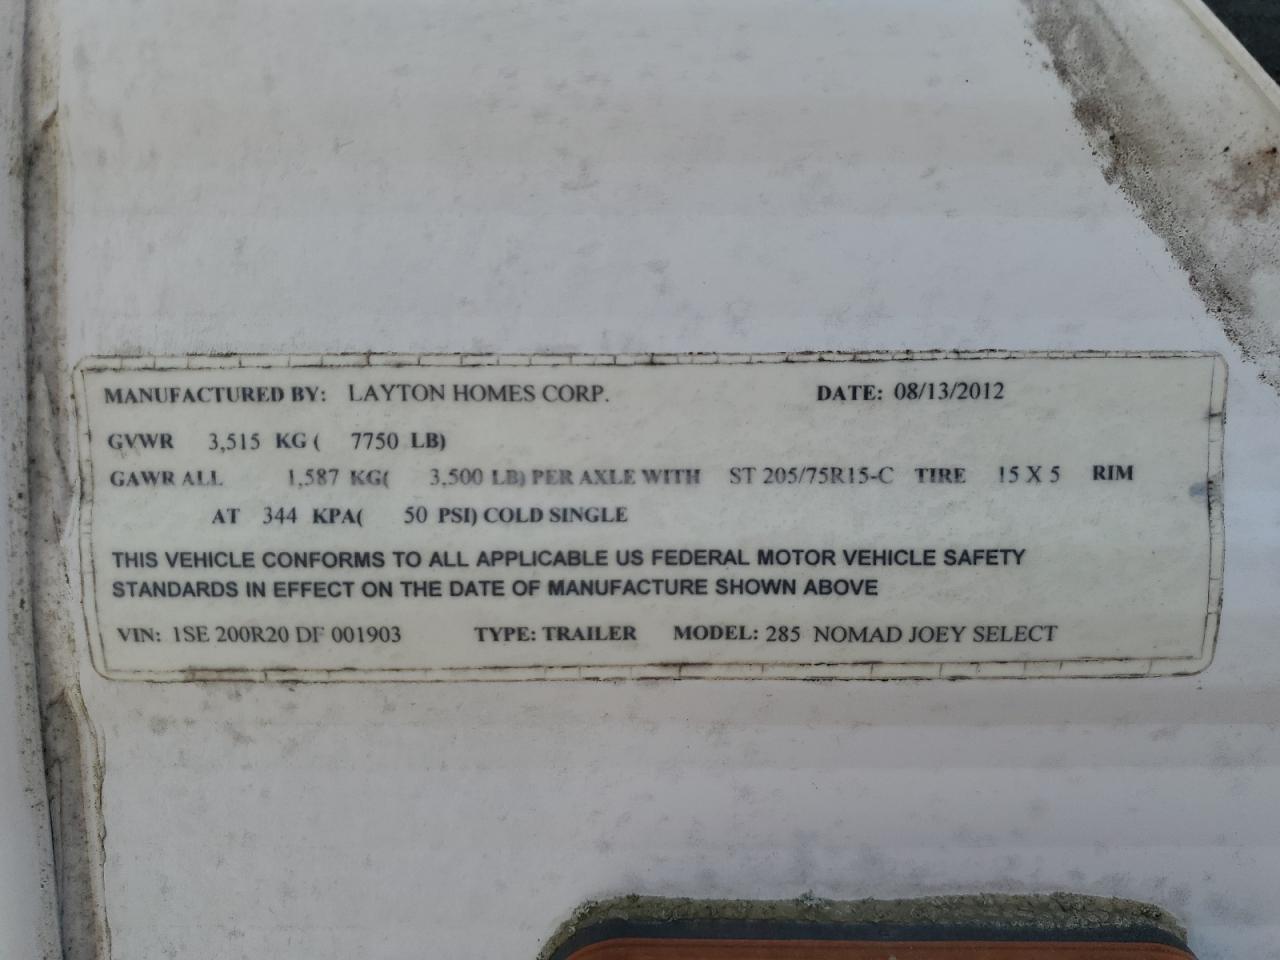 MANUFACTURED BY: LAYTON HOMES CORP. DATE: 08/13/2012
GVWR 3,515 KG ( 7750 LB)
GAWR ALL 1,587 KG( 3,500 LB) PER AXLE WITH ST 205/75R15-C TIRE 15 X 5 RIM
AT 344 KPA( 50 PSI) COLD SINGLE
THIS VEHICLE CONFORMS TO ALL APPLICABLE US FEDERAL MOTOR VEHICLE SAFETY
STANDARDS IN EFFECT ON THE DATE OF MANUFACTURE SHOWN ABOVE
VIN: 1SE 200R20 DF 001903 TYPE: TRAILER MODEL: 285 NOMAD JOEY SELECT